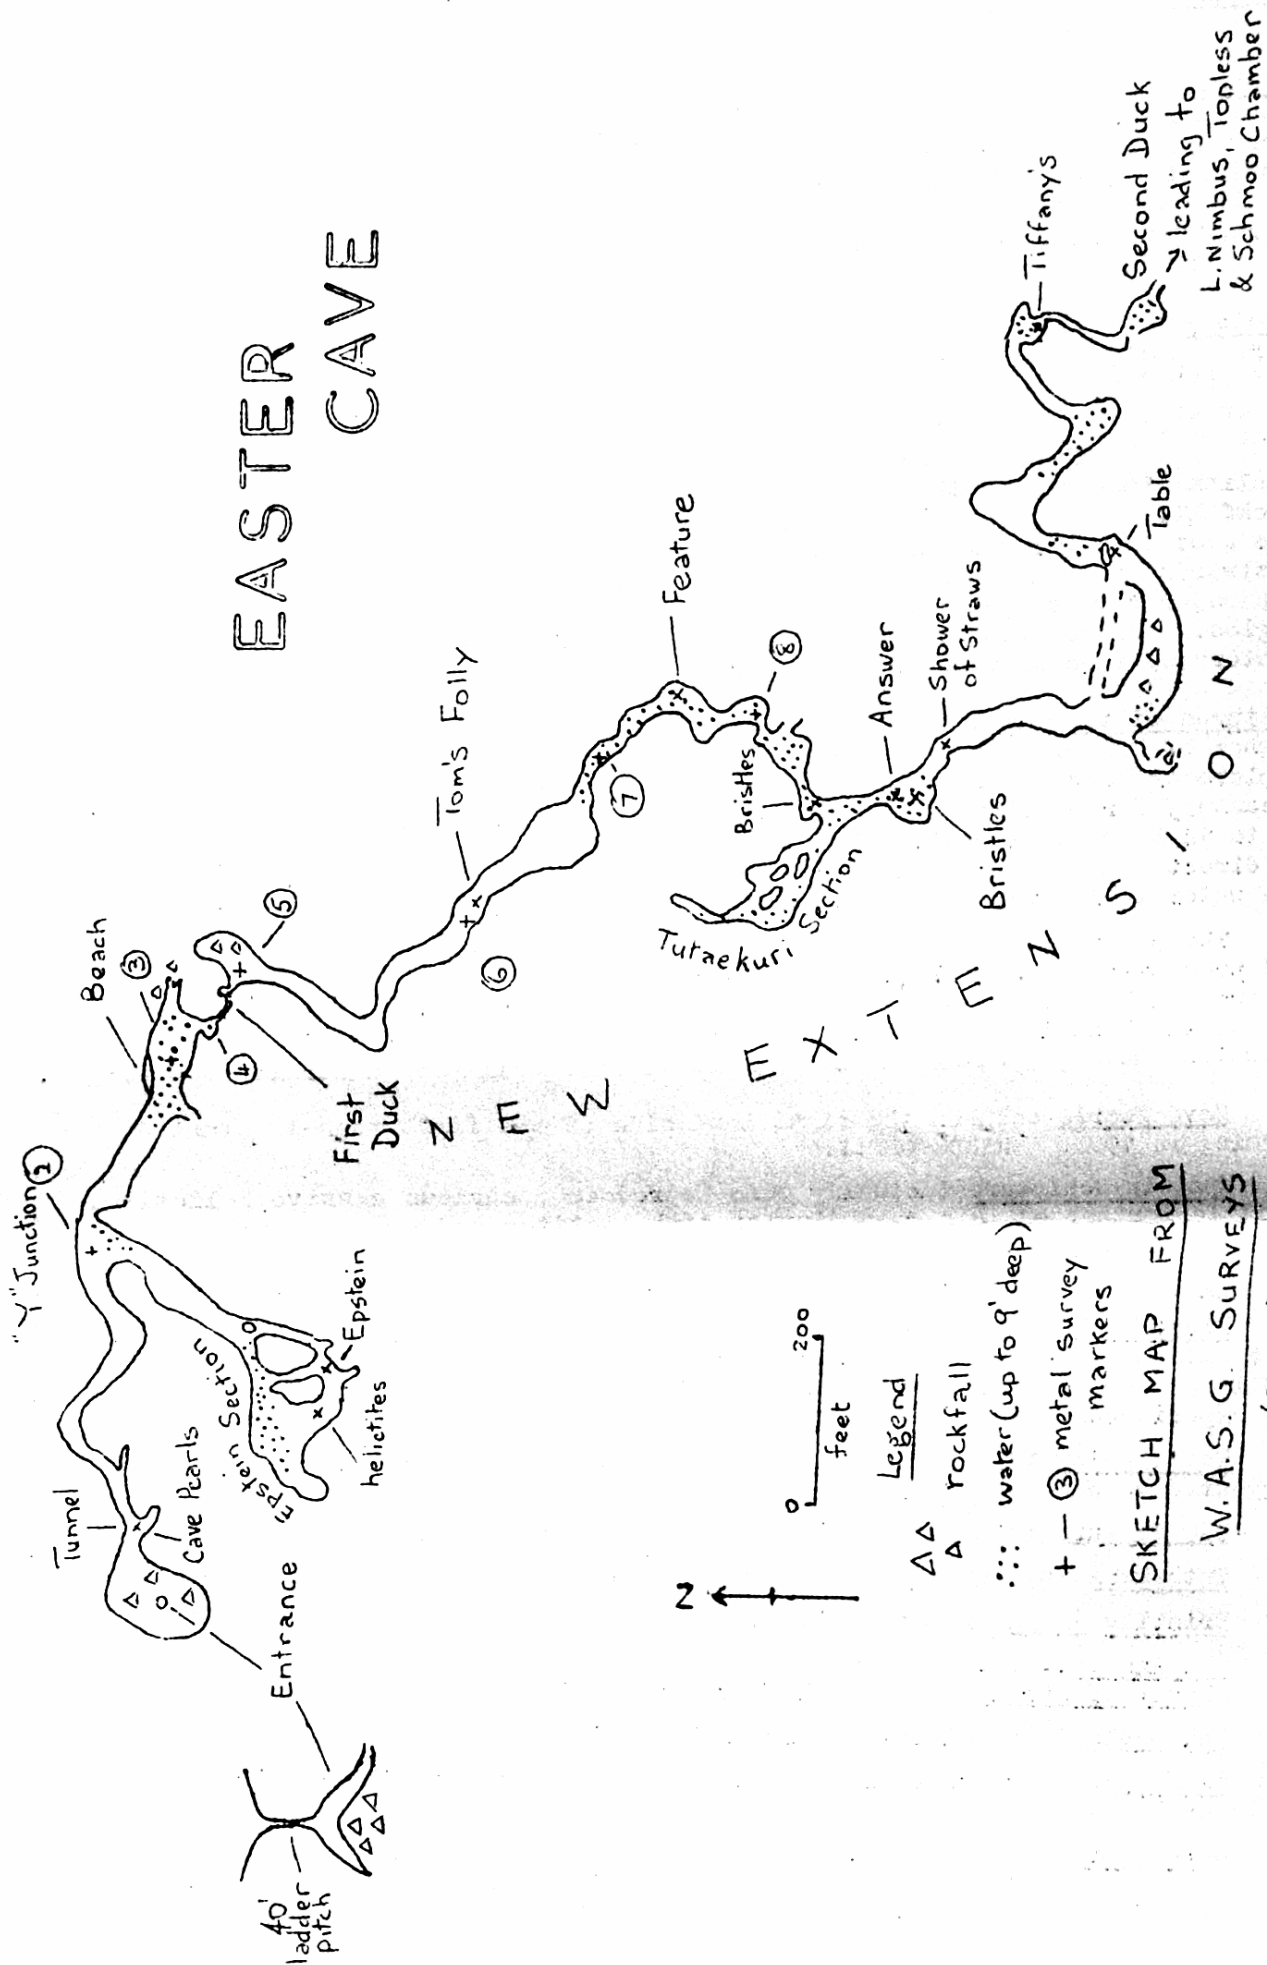 EASTER
CAVE
"Y" Junction
2
Beach
3
4
5
Tunnel
Cave Pearls
Entrance
40'
ladder
pitch
Epstein Section
Epstein
helictites
First
Duck
Tom's Folly
6
7
Feature
8
Bristles
Tutaekuri
Section
Answer
Shower
of Straws
Bristles
Table
Tiffany's
Second Duck
leading to
L. Nimbus, Topless
& Schmoo Chamber
NEW EXTENSION
N
0 200
feet
Legend
rockfall
water (up to 9' deep)
+ — 3 metal survey
markers
SKETCH MAP FROM
W.A.S.G. SURVEYS